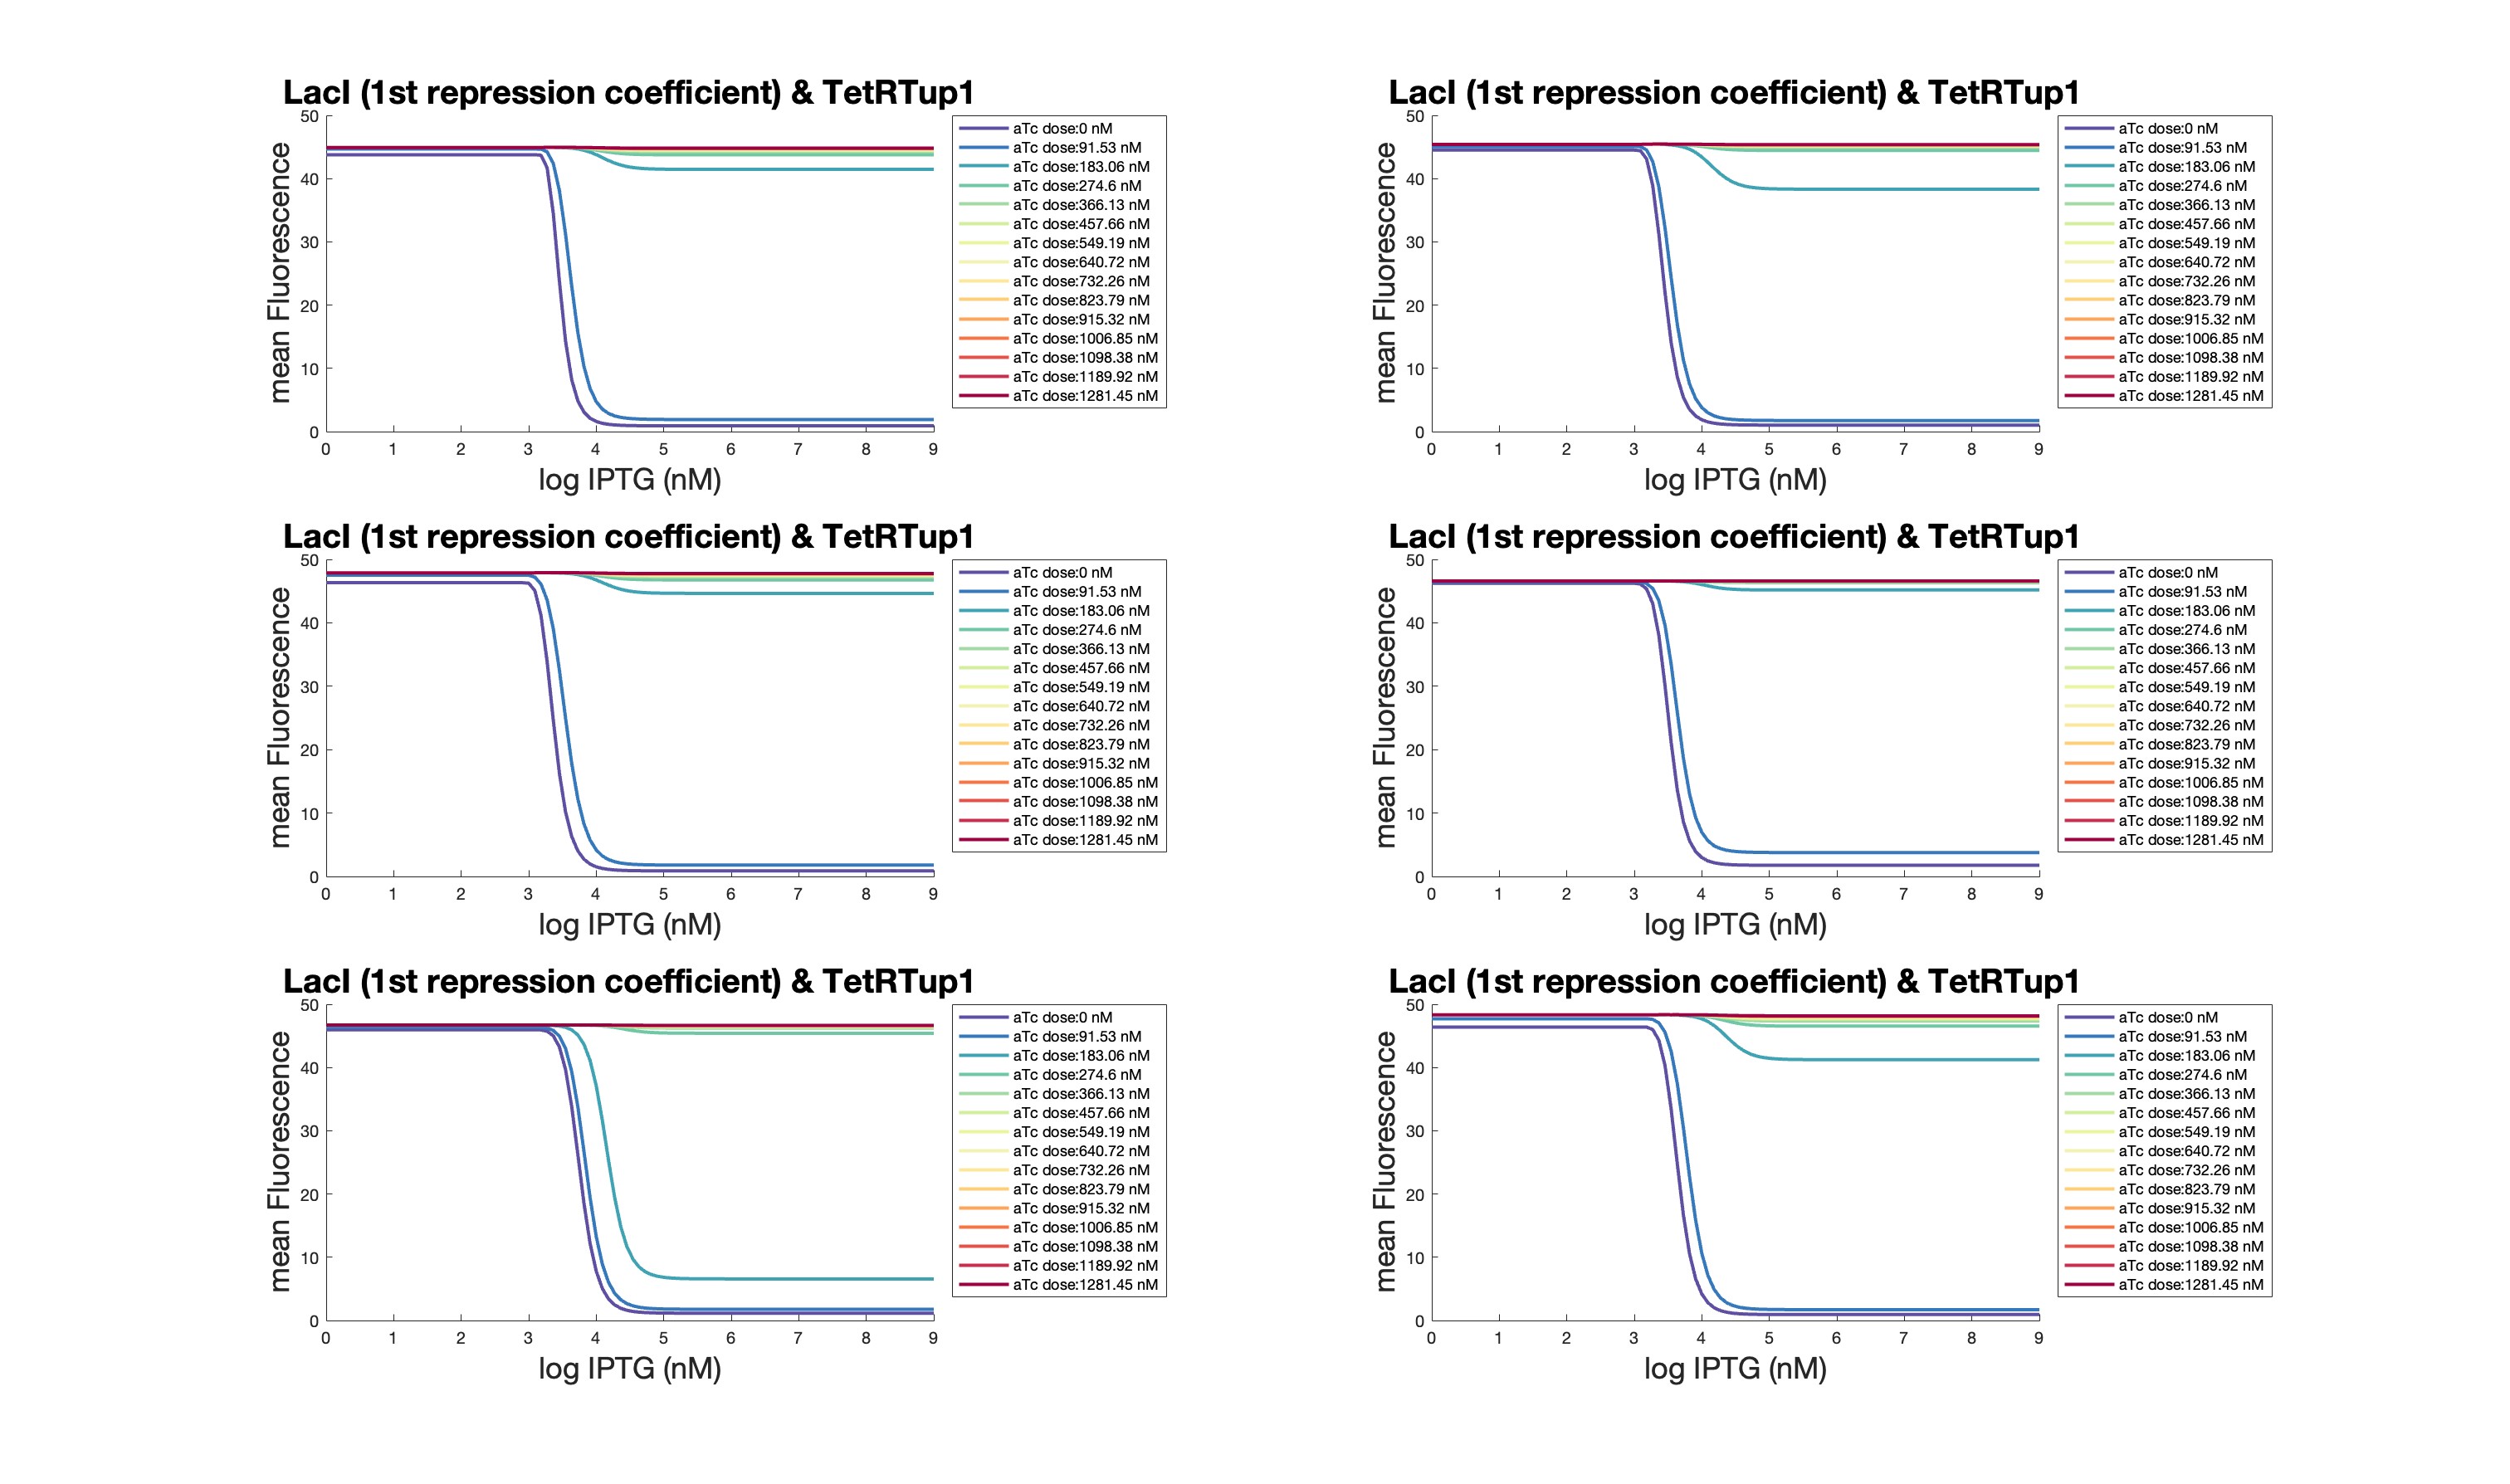 LacI (1st repression coefficient) & TetRTup1
50
40
30
20
10
0
mean Fluorescence
0 1 2 3 4 5 6 7 8 9
log IPTG (nM)
aTc dose:0 nM
aTc dose:91.53 nM
aTc dose:183.06 nM
aTc dose:274.6 nM
aTc dose:366.13 nM
aTc dose:457.66 nM
aTc dose:549.19 nM
aTc dose:640.72 nM
aTc dose:732.26 nM
aTc dose:823.79 nM
aTc dose:915.32 nM
aTc dose:1006.85 nM
aTc dose:1098.38 nM
aTc dose:1189.92 nM
aTc dose:1281.45 nM
LacI (1st repression coefficient) & TetRTup1
50
40
30
20
10
0
mean Fluorescence
0 1 2 3 4 5 6 7 8 9
log IPTG (nM)
aTc dose:0 nM
aTc dose:91.53 nM
aTc dose:183.06 nM
aTc dose:274.6 nM
aTc dose:366.13 nM
aTc dose:457.66 nM
aTc dose:549.19 nM
aTc dose:640.72 nM
aTc dose:732.26 nM
aTc dose:823.79 nM
aTc dose:915.32 nM
aTc dose:1006.85 nM
aTc dose:1098.38 nM
aTc dose:1189.92 nM
aTc dose:1281.45 nM
LacI (1st repression coefficient) & TetRTup1
50
40
30
20
10
0
mean Fluorescence
0 1 2 3 4 5 6 7 8 9
log IPTG (nM)
aTc dose:0 nM
aTc dose:91.53 nM
aTc dose:183.06 nM
aTc dose:274.6 nM
aTc dose:366.13 nM
aTc dose:457.66 nM
aTc dose:549.19 nM
aTc dose:640.72 nM
aTc dose:732.26 nM
aTc dose:823.79 nM
aTc dose:915.32 nM
aTc dose:1006.85 nM
aTc dose:1098.38 nM
aTc dose:1189.92 nM
aTc dose:1281.45 nM
LacI (1st repression coefficient) & TetRTup1
50
40
30
20
10
0
mean Fluorescence
0 1 2 3 4 5 6 7 8 9
log IPTG (nM)
aTc dose:0 nM
aTc dose:91.53 nM
aTc dose:183.06 nM
aTc dose:274.6 nM
aTc dose:366.13 nM
aTc dose:457.66 nM
aTc dose:549.19 nM
aTc dose:640.72 nM
aTc dose:732.26 nM
aTc dose:823.79 nM
aTc dose:915.32 nM
aTc dose:1006.85 nM
aTc dose:1098.38 nM
aTc dose:1189.92 nM
aTc dose:1281.45 nM
LacI (1st repression coefficient) & TetRTup1
50
40
30
20
10
0
mean Fluorescence
0 1 2 3 4 5 6 7 8 9
log IPTG (nM)
aTc dose:0 nM
aTc dose:91.53 nM
aTc dose:183.06 nM
aTc dose:274.6 nM
aTc dose:366.13 nM
aTc dose:457.66 nM
aTc dose:549.19 nM
aTc dose:640.72 nM
aTc dose:732.26 nM
aTc dose:823.79 nM
aTc dose:915.32 nM
aTc dose:1006.85 nM
aTc dose:1098.38 nM
aTc dose:1189.92 nM
aTc dose:1281.45 nM
LacI (1st repression coefficient) & TetRTup1
50
40
30
20
10
0
mean Fluorescence
0 1 2 3 4 5 6 7 8 9
log IPTG (nM)
aTc dose:0 nM
aTc dose:91.53 nM
aTc dose:183.06 nM
aTc dose:274.6 nM
aTc dose:366.13 nM
aTc dose:457.66 nM
aTc dose:549.19 nM
aTc dose:640.72 nM
aTc dose:732.26 nM
aTc dose:823.79 nM
aTc dose:915.32 nM
aTc dose:1006.85 nM
aTc dose:1098.38 nM
aTc dose:1189.92 nM
aTc dose:1281.45 nM